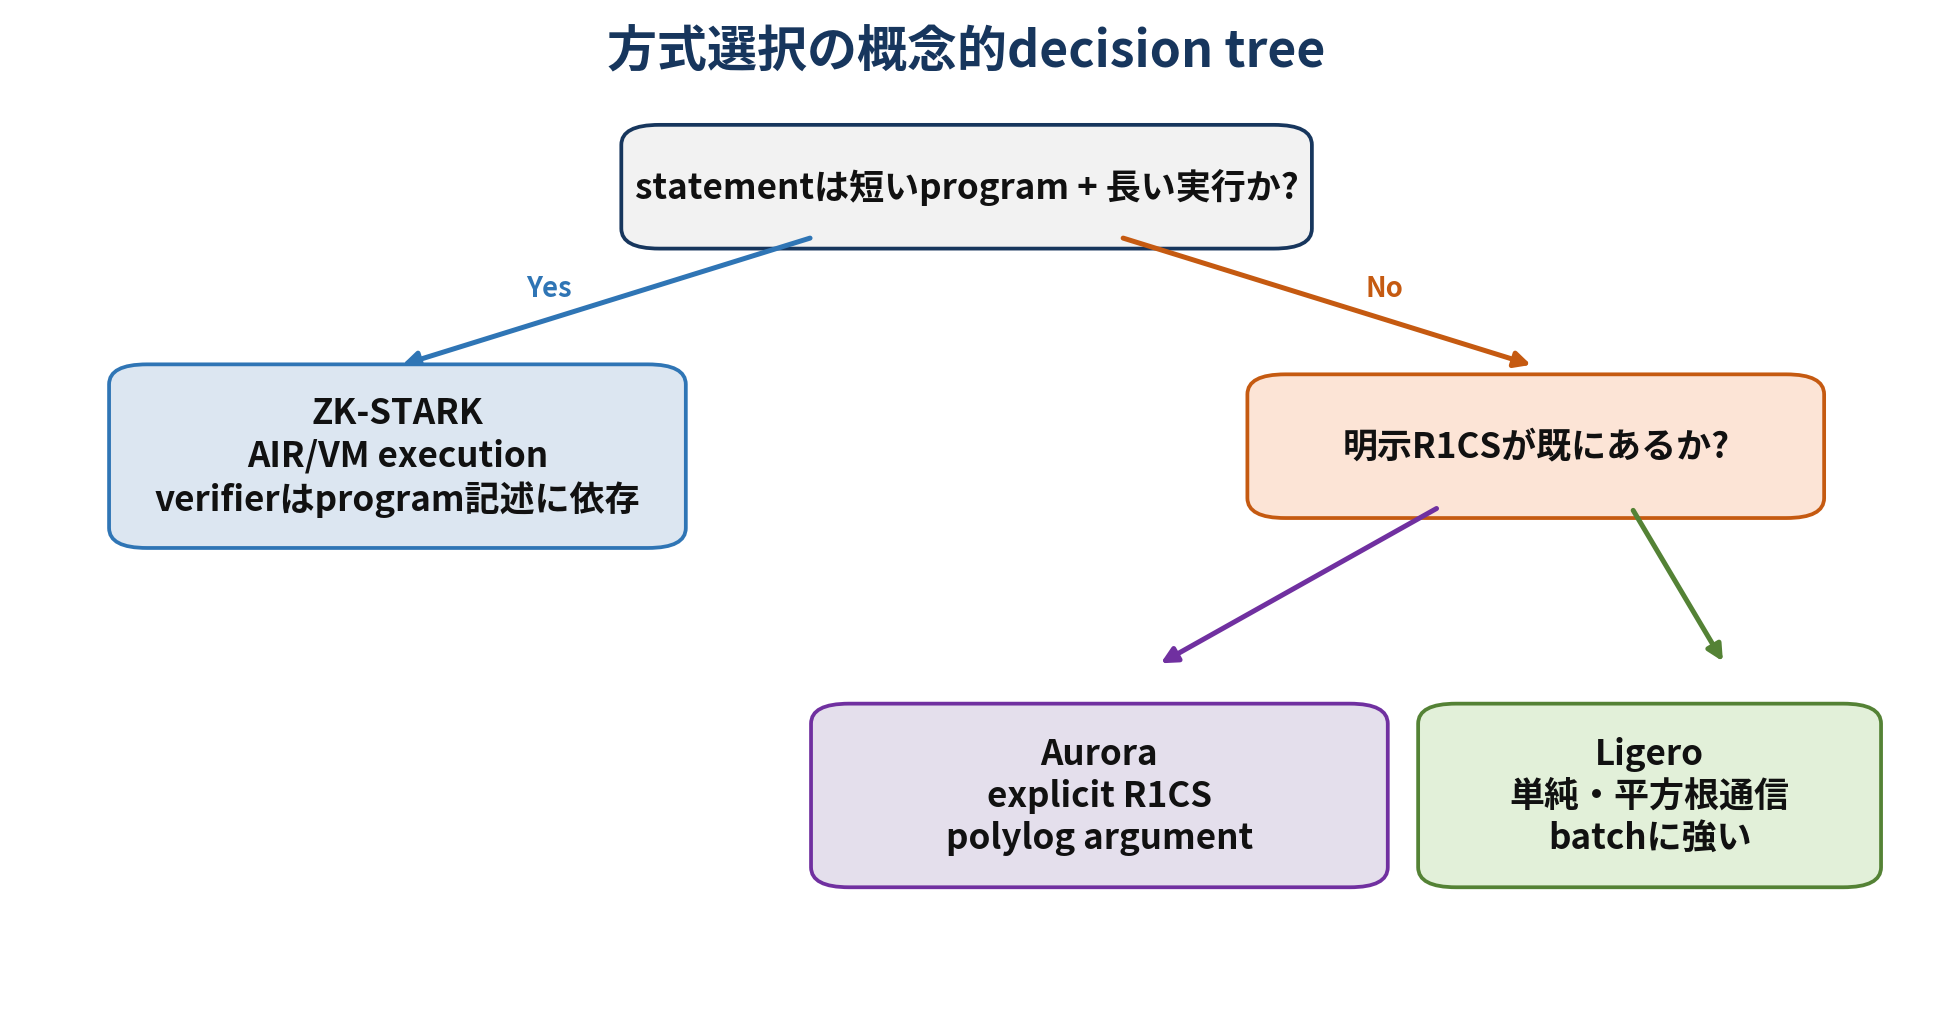 方式選択の概念的decision tree
statementは短いprogram + 長い実行か?
Yes
No
ZK-STARK
AIR/VM execution
verifierはprogram記述に依存
明示R1CSが既にあるか?
Aurora
explicit R1CS
polylog argument
Ligero
単純・平方根通信
batchに強い